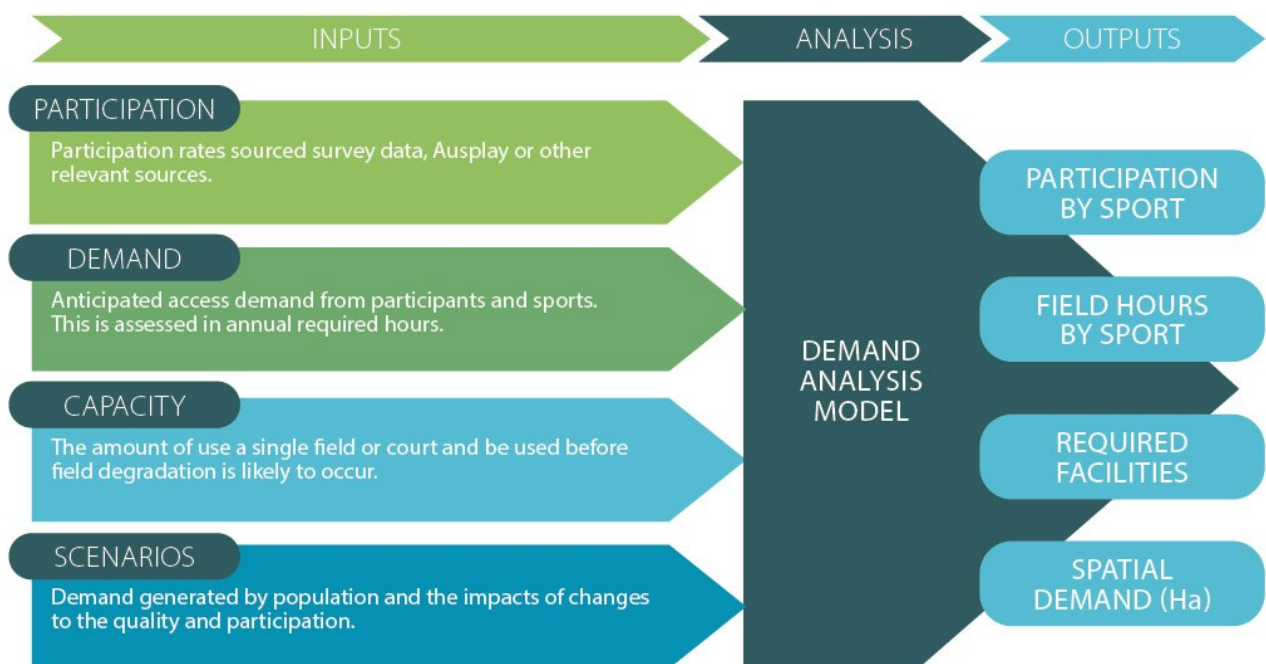 INPUTS
ANALYSIS
OUTPUTS
PARTICIPATION
Participation rates sourced survey data, Ausplay or other
relevant sources.
DEMAND
Anticipated access demand from participants and sports.
This is assessed in annual required hours.
CAPACITY
The amount of use a single field or court and be used before
field degradation is likely to occur.
SCENARIOS
Demand generated by population and the impacts of changes
to the quality and participation.
DEMAND
ANALYSIS
MODEL
PARTICIPATION
BY SPORT
FIELD HOURS
BY SPORT
REQUIRED
FACILITIES
SPATIAL
DEMAND (Ha)